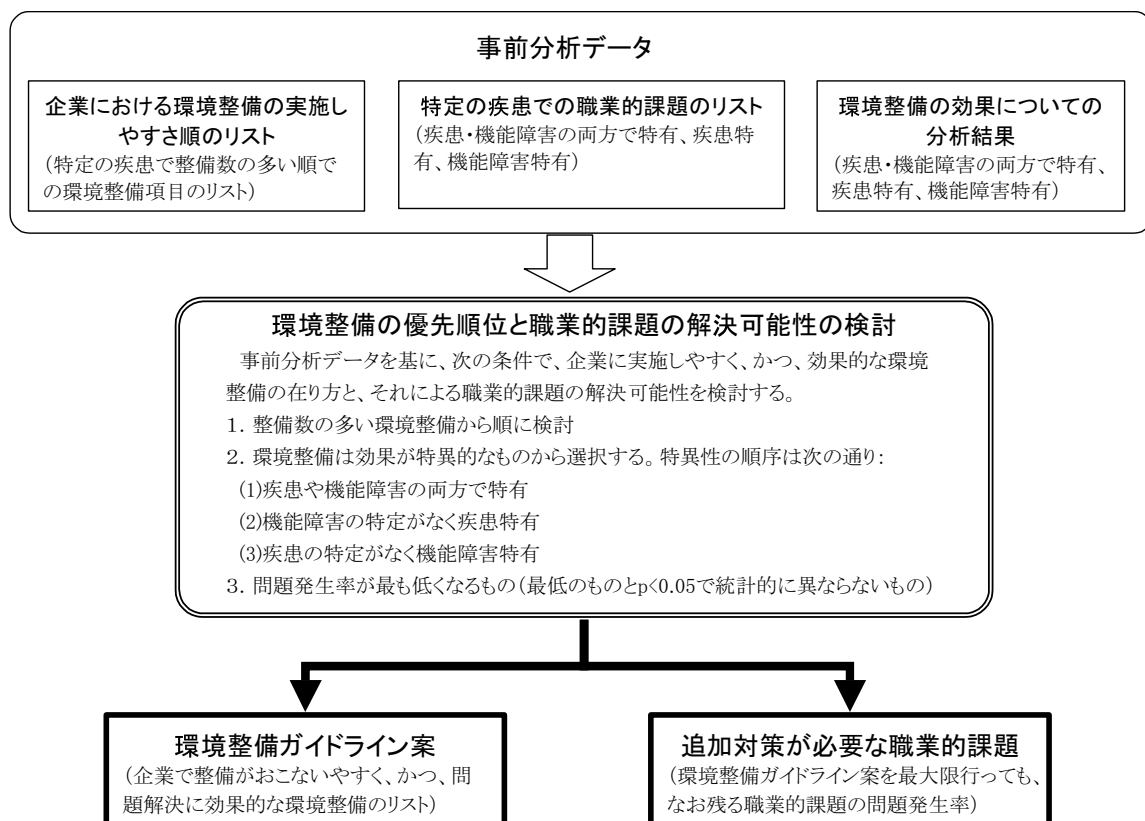 事前分析データ
企業における環境整備の実施し
やすさ順のリスト
(特定の疾患で整備数の多い順で
の環境整備項目のリスト)
特定の疾患での職業的課題のリスト
(疾患・機能障害の両方で特有、疾患特
有、機能障害特有)
環境整備の効果についての
分析結果
(疾患・機能障害の両方で特有、
疾患特有、機能障害特有)
環境整備の優先順位と職業的課題の解決可能性の検討
事前分析データを基に、次の条件で、企業に実施しやすく、かつ、効果的な環境
整備の在り方と、それによる職業的課題の解決可能性を検討する。
1. 整備数の多い環境整備から順に検討
2. 環境整備は効果が特異的なものから選択する。特異性の順序は次の通り:
(1)疾患や機能障害の両方で特有
(2)機能障害の特定がなく疾患特有
(3)疾患の特定がなく機能障害特有
3. 問題発生率が最も低くなるもの(最低のものとp<0.05で統計的に異ならないもの)
環境整備ガイドライン案
(企業で整備がおこないやすく、かつ、問
題解決に効果的な環境整備のリスト)
追加対策が必要な職業的課題
(環境整備ガイドライン案を最大限行っても、
なお残る職業的課題の問題発生率)